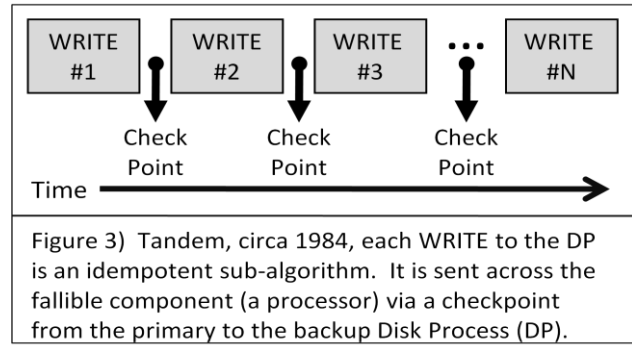 WRITE #1
WRITE #2
WRITE #3
...
WRITE #N
Check Point
Check Point
Check Point
Time
Figure 3) Tandem, circa 1984, each WRITE to the DP
is an idempotent sub-algorithm. It is sent across the
fallible component (a processor) via a checkpoint
from the primary to the backup Disk Process (DP).